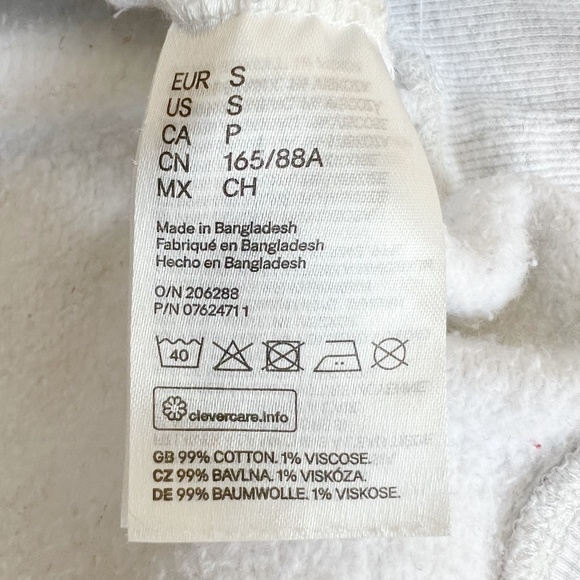 EUR S
US S
CA P
CN 165/88A
MX CH
Made in Bangladesh
Fabriqué en Bangladesh
Hecho en Bangladesh
O/N 206288
P/N 07624711
40
clevercare.info
GB 99% COTTON. 1% VISCOSE.
CZ 99% BAVLNA. 1% VISKÓZA.
DE 99% BAUMWOLLE. 1% VISKOSE.